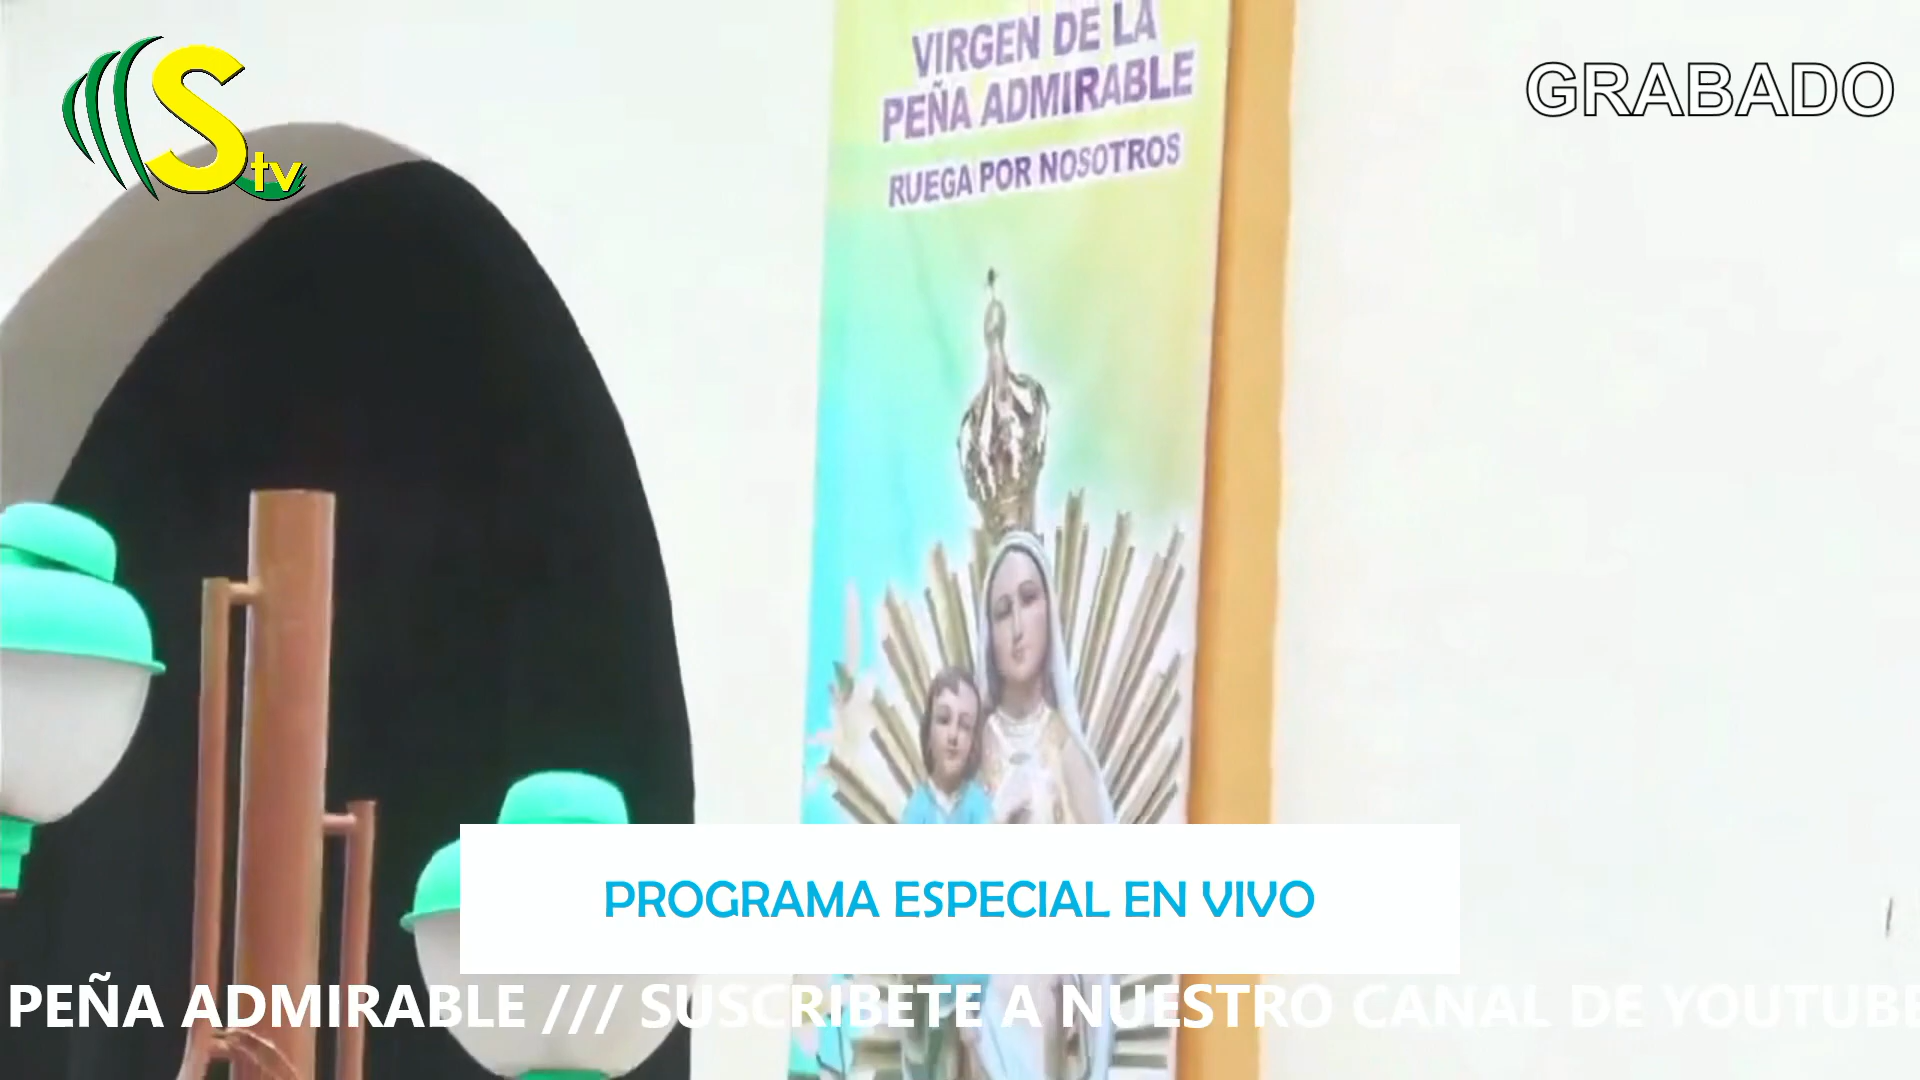 VIRGEN DE LA
PEÑA ADMIRABLE
RUEGA POR NOSOTROS
Stv
GRABADO
PROGRAMA ESPECIAL EN VIVO
PEÑA ADMIRABLE /// SUSCRIBETE A NUESTRO CANAL DE YOUTUBE